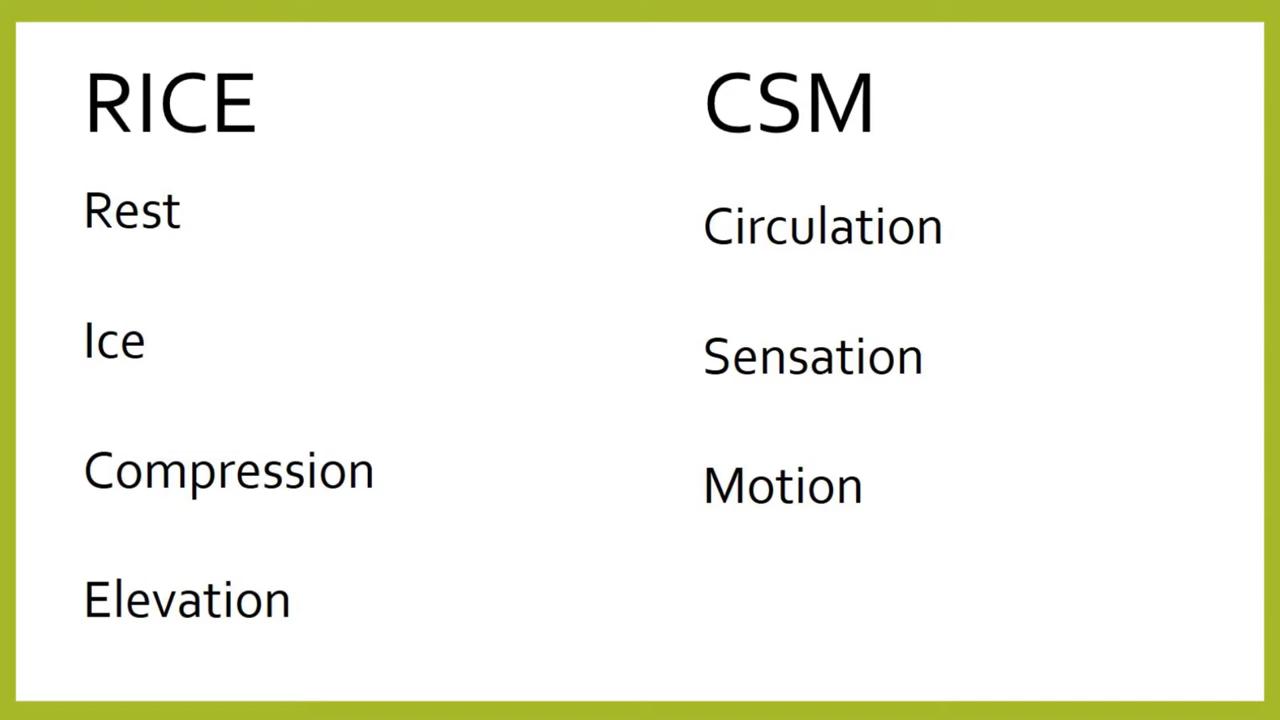 RICE
Rest
Ice
Compression
Elevation
CSM
Circulation
Sensation
Motion